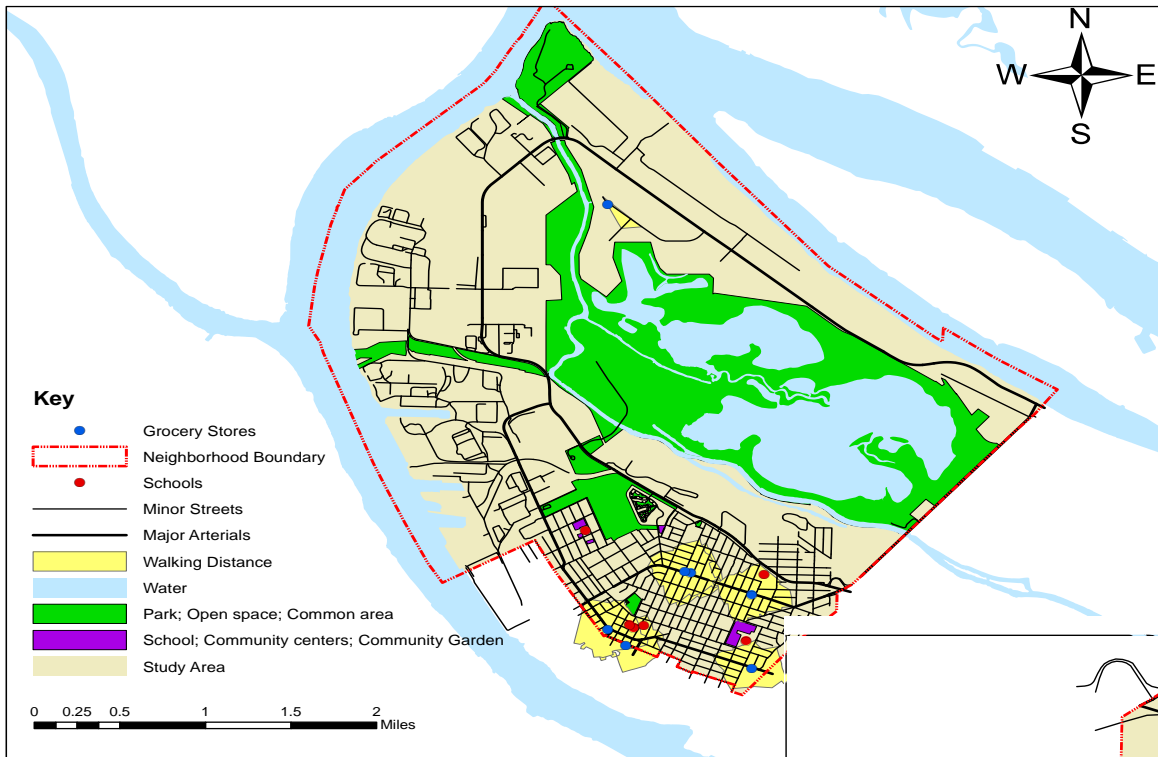 N
W E
S
Key
Grocery Stores
Neighborhood Boundary
Schools
Minor Streets
Major Arterials
Walking Distance
Water
Park; Open space; Common area
School; Community centers; Community Garden
Study Area
0 0.25 0.5 1 1.5 2
Miles